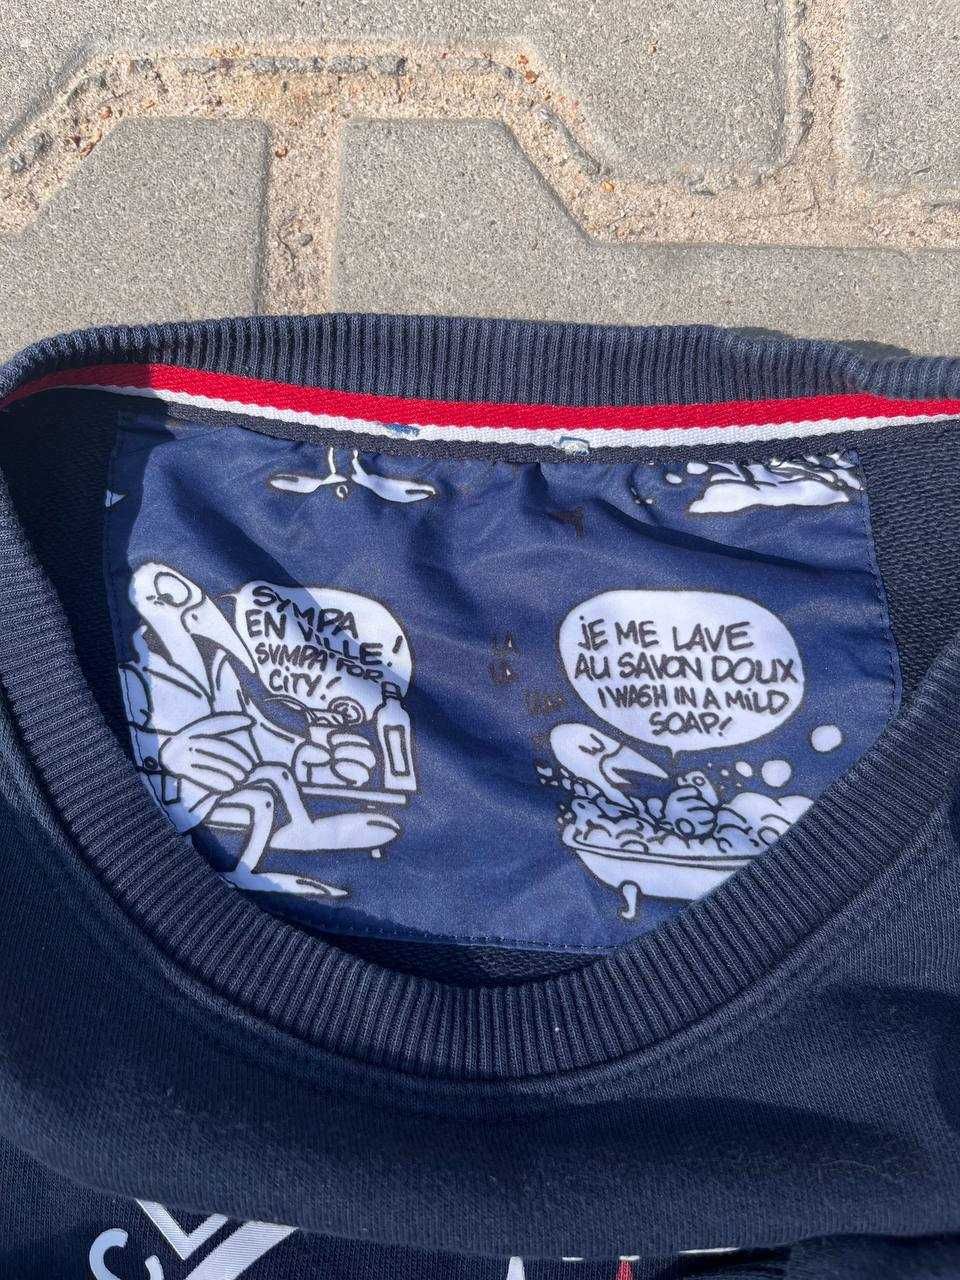 SYMPA
EN VILLE!
SYMPA FOR
CITY!
JE ME LAVE
AU SAVON DOUX
I WASH IN A MILD
SOAP!